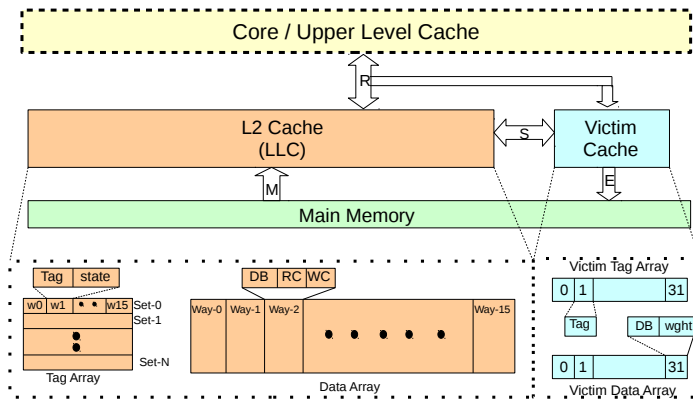 Core / Upper Level Cache
R
L2 Cache
(LLC)
S
Victim
Cache
M
E
Main Memory
Tag state
w0 w1 w15 Set-0
Set-1
Set-N
Tag Array
DB RC WC
Way-0 Way-1 Way-2 Way-15
Data Array
Victim Tag Array
0 1 31
Tag
DB wght
0 1 31
Victim Data Array